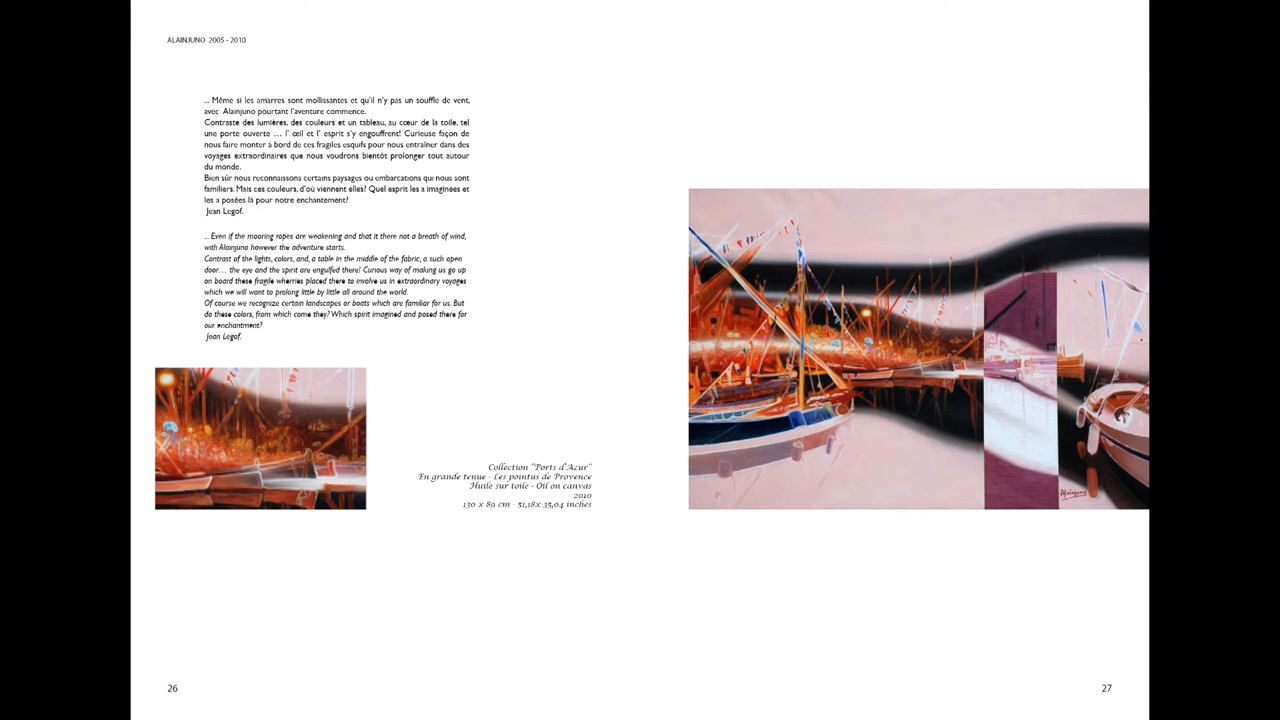 ALAINJUNO 2005 - 2010
... Même si les amarres sont mollissantes et qu'il n'y pas un souffle de vent,
avec Alainjuno pourtant l'aventure commence.
Contraste des lumières, des couleurs et un tableau, au cœur de la toile, tel
une porte ouverte ... l' œil et l' esprit s'y engouffrent! Curieuse façon de
nous faire monter à bord de ces fragiles esquifs pour nous entraîner dans des
voyages extraordinaires que nous voudrons bientôt prolonger tout autour
du monde.
Bien sûr nous reconnaissons certains paysages ou embarcations qui nous sont
familiers. Mais ces couleurs, d'où viennent elles? Quel esprit les a imaginées et
les a posées là pour notre enchantement?
Jean Legof.
... Even if the mooring ropes are weakening and that it there not a breath of wind,
with Alainjuno however the adventure starts.
Contrast of the lights, colors, and, a table in the middle of the fabric, a such open
door... the eye and the spirit are engulfed there! Curious way of making us go up
on board these fragile wherries placed there to involve us in extraordinary voyages
which we will want to prolong little by little all around the world.
Of course we recognize certain landscapes or boats which are familiar for us. But
do these colors, from which come they? Which spirit imagined and posed there for
our enchantment?
Jean Legof.
Collection "Ports d'Azur"
En grande tenue - Les pointus de Provence
Huile sur toile - Oil on canvas
2010
130 x 89 cm - 51,18x 35,04 inches
Alainjuno
26
27